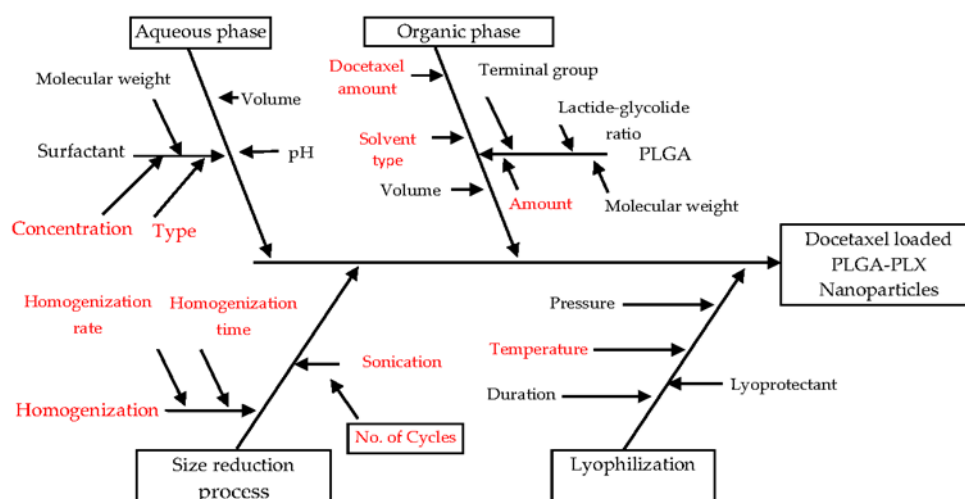 Aqueous phase
Organic phase
Docetaxel
amount
Terminal group
Molecular weight
Volume
Lactide-glycolide
ratio
Surfactant
pH
Solvent
type
PLGA
Volume
Amount
Molecular weight
Concentration
Type
Docetaxel loaded
PLGA-PLX
Nanoparticles
Homogenization
rate
Homogenization
time
Pressure
Temperature
Sonication
Duration
Lyoprotectant
Homogenization
No. of Cycles
Size reduction
process
Lyophilization